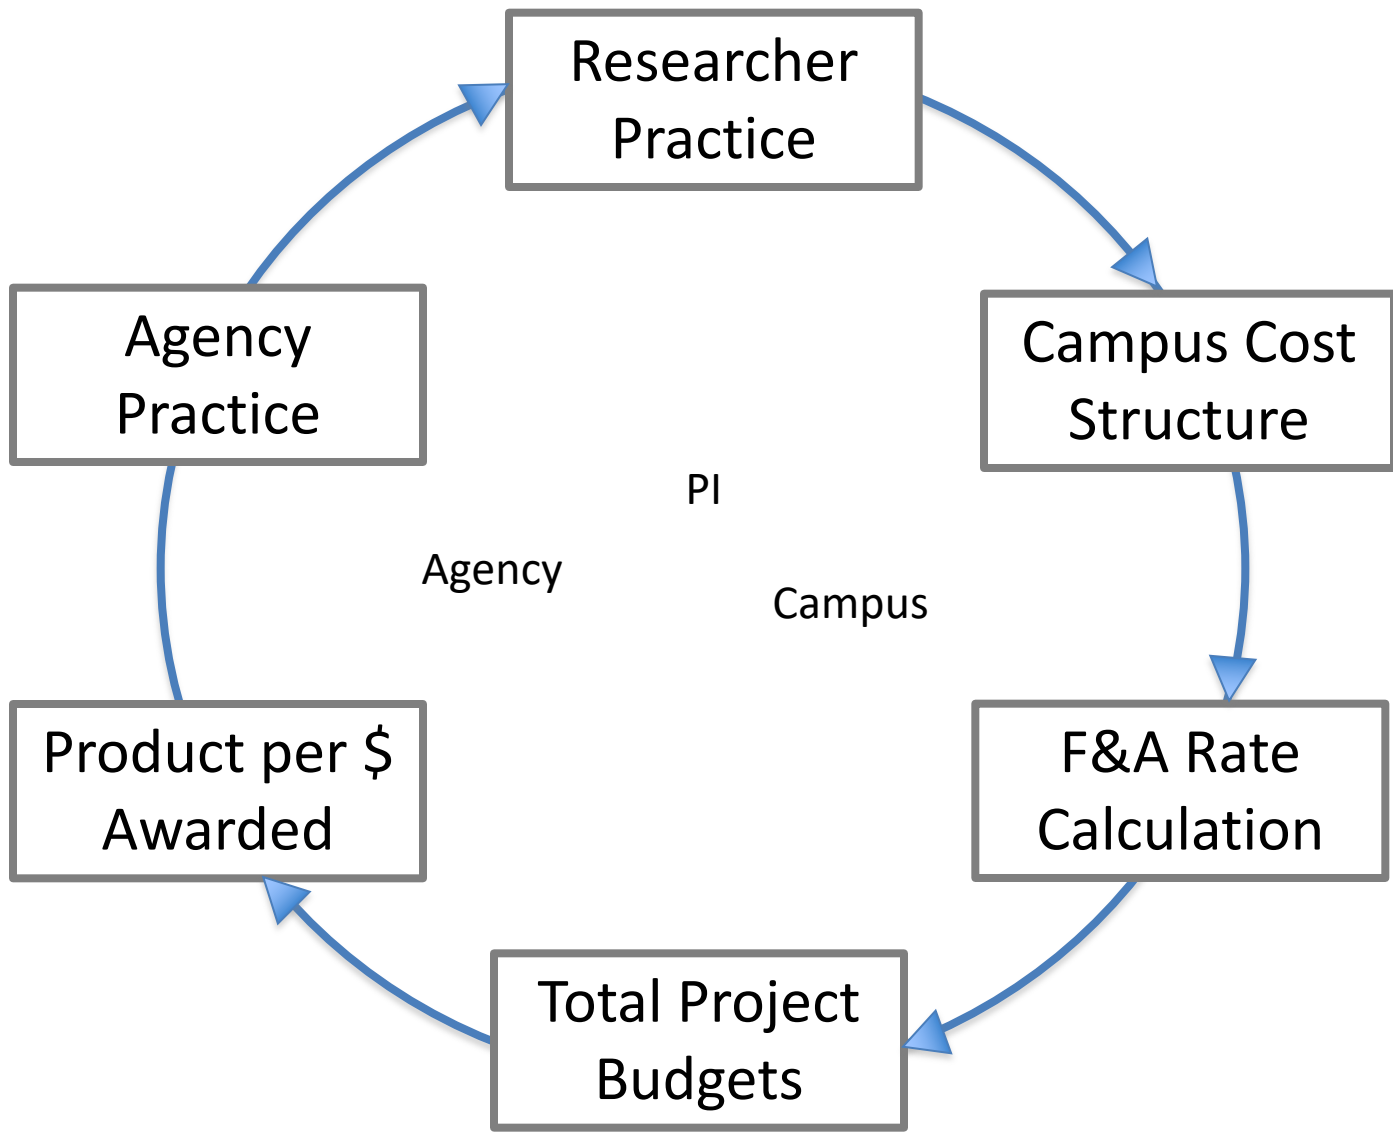 Researcher
Practice
Agency
Practice
Campus Cost
Structure
PI
Agency
Campus
Product per $
Awarded
F&A Rate
Calculation
Total Project
Budgets